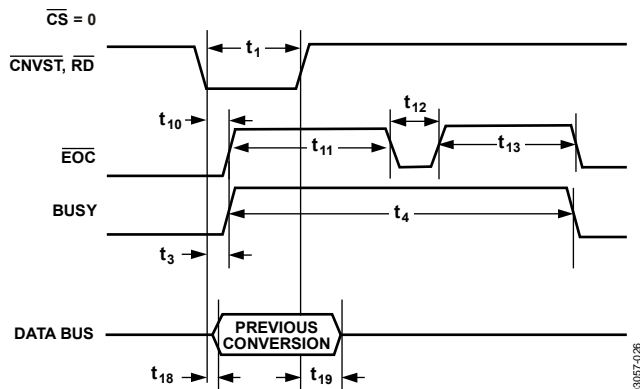 CS = 0
t1
CNVST, RD
t12
t10
EOC
t11
t13
BUSY
t4
t3
DATA BUS
PREVIOUS
CONVERSION
t18
t19
3057-026